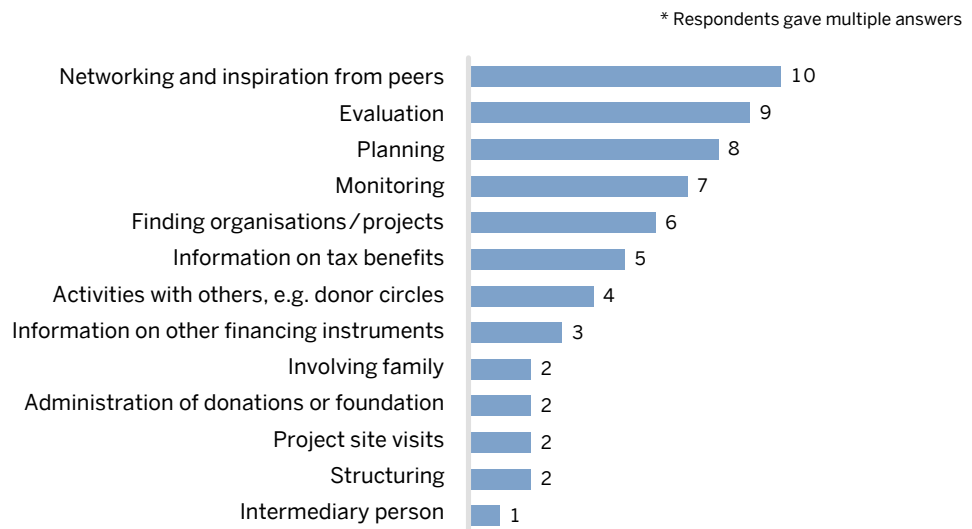 * Respondents gave multiple answers
Networking and inspiration from peers 10
Evaluation 9
Planning 8
Monitoring 7
Finding organisations/projects 6
Information on tax benefits 5
Activities with others, e.g. donor circles 4
Information on other financing instruments 3
Involving family 2
Administration of donations or foundation 2
Project site visits 2
Structuring 2
Intermediary person 1